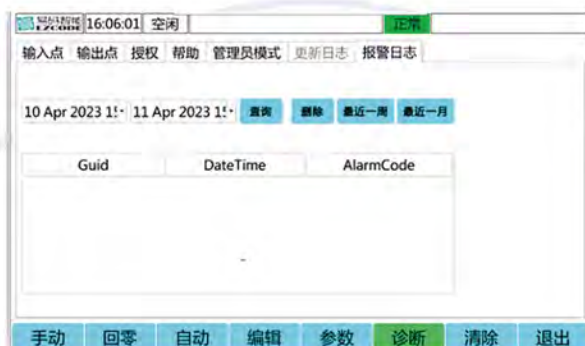 EZCODE 16:06:01 空闲 正常
输入点 输出点 授权 帮助 管理员模式 更新日志 报警日志
10 Apr 2023 1 11 Apr 2023 1 查询 删除 最近一周 最近一月
Guid DateTime AlarmCode
手动 回零 自动 编辑 参数 诊断 清除 退出